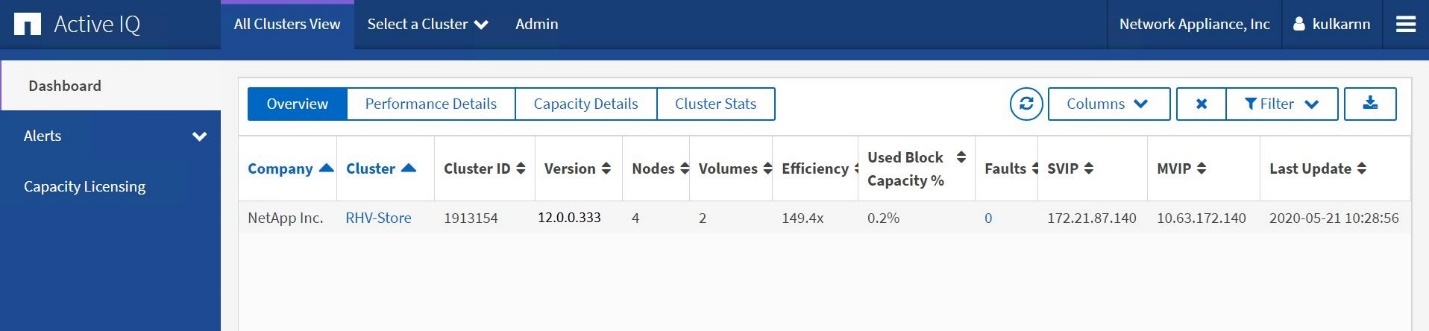 Active IQ All Clusters View Select a Cluster Admin Network Appliance, Inc kulkarnn
Dashboard
Alerts
Capacity Licensing
Overview Performance Details Capacity Details Cluster Stats Columns Filter
Company Cluster Cluster ID Version Nodes Volumes Efficiency Used Block Capacity % Faults SVIP MVIP Last Update
NetApp Inc. RHV-Store 1913154 12.0.0.333 4 2 149.4x 0.2% 0 172.21.87.140 10.63.172.140 2020-05-21 10:28:56